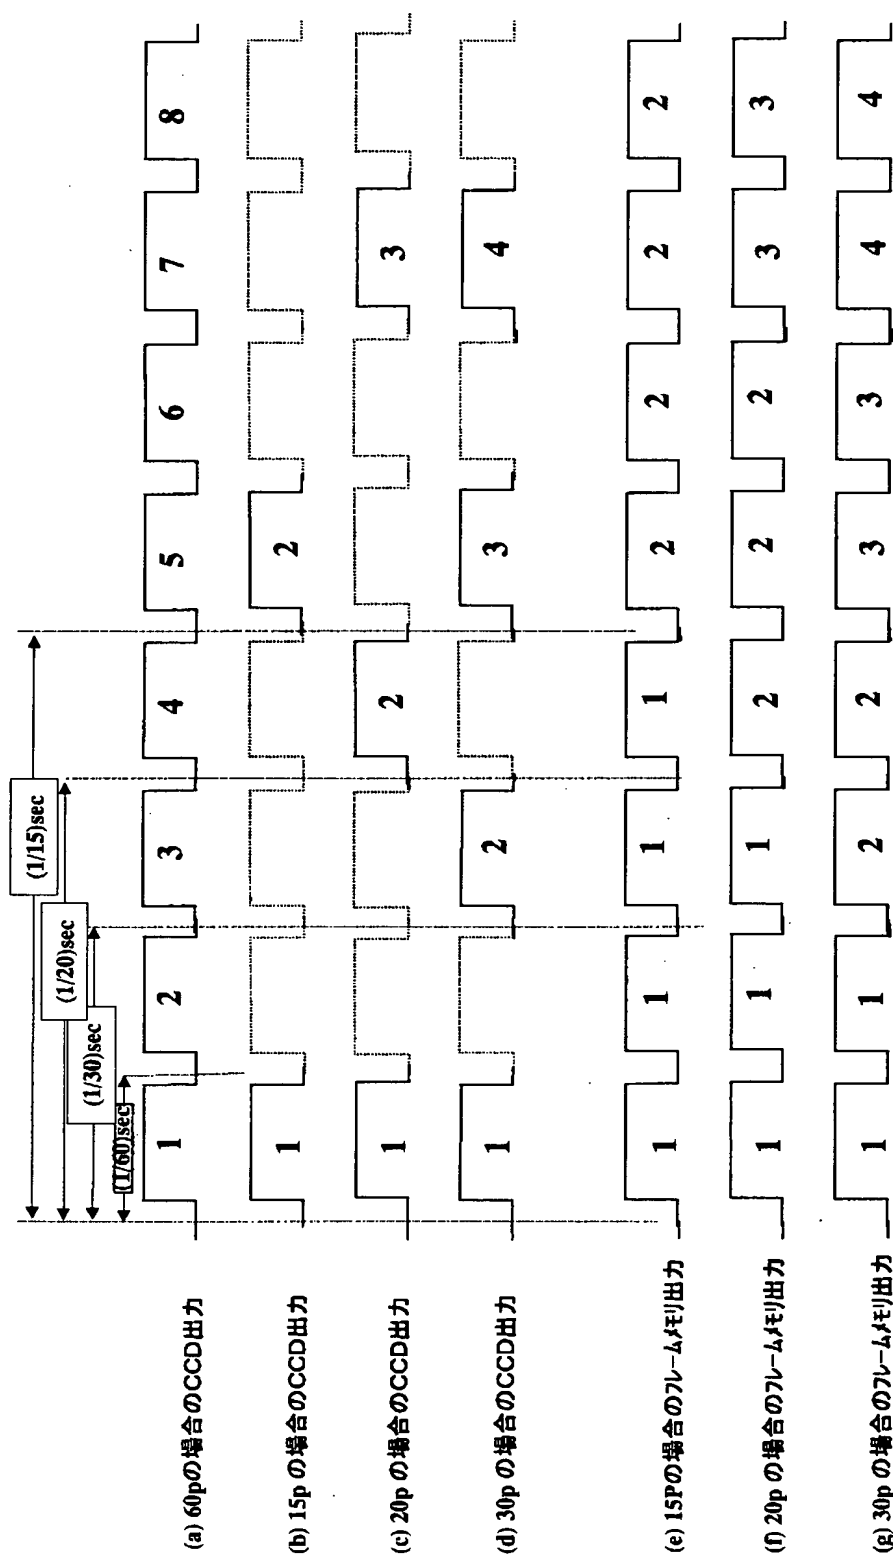 (1/15)sec
(1/20)sec
(1/30)sec
(1/60)sec
(a) 60pの場合のCCD出力
1 2 3 4 5 6 7 8
(b) 15p の場合のCCD出力
1 2
(c) 20p の場合のCCD出力
1 2 3
(d) 30p の場合のCCD出力
1 2 3 4
(e) 15Pの場合のフレームメモリ出力
1 1 1 1 2 2 2 2
(f) 20p の場合のフレームメモリ出力
1 1 1 2 2 2 3 3
(g) 30p の場合のフレームメモリ出力
1 1 2 2 3 3 4 4